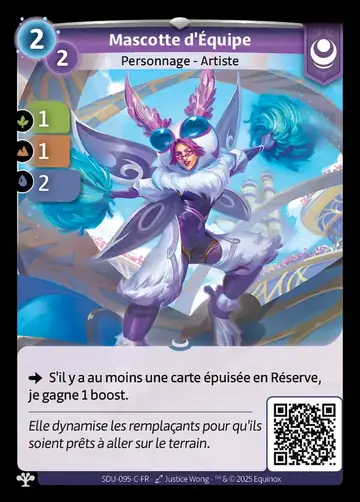 2
Mascotte d'Équipe
2
Personnage - Artiste
1
1
2
S'il y a au moins une carte épuisée en Réserve,
je gagne 1 boost.
Elle dynamise les remplaçants pour qu'ils
soient prêts à aller sur le terrain.
SDU-095-C-FR - Justice Wong - ™ & © 2025 Equinox